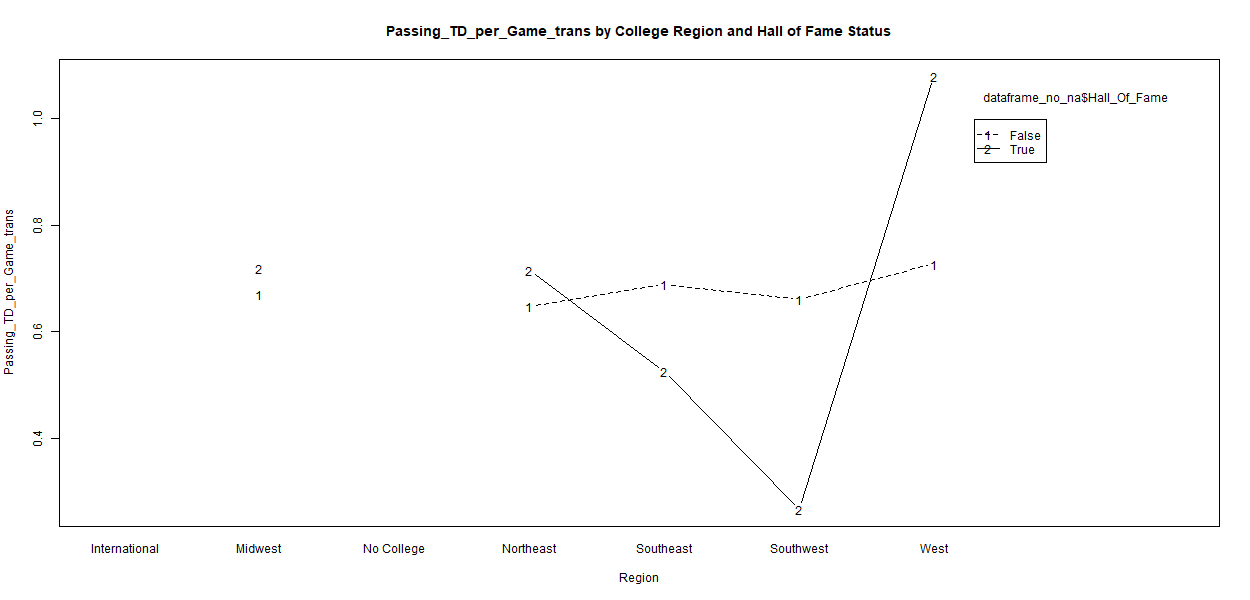 Passing_TD_per_Game_trans by College Region and Hall of Fame Status
Passing_TD_per_Game_trans
1.0
0.8
0.6
0.4
2
1
2
1
1
2
1
2
2
1
dataframe_no_na$Hall_Of_Fame
1 False
2 True
International Midwest No College Northeast Southeast Southwest West
Region